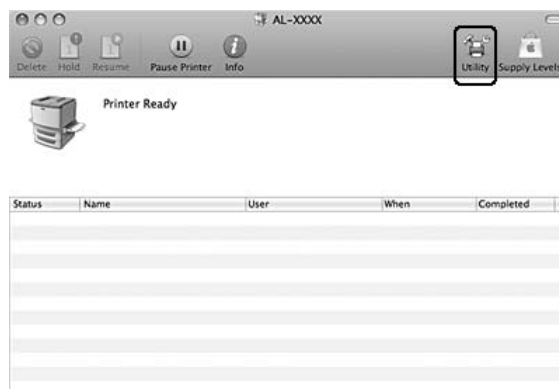 AL-XXXX
Delete Hold Resume Pause Printer Info Utility Supply Levels
Printer Ready
Status Name User When Completed